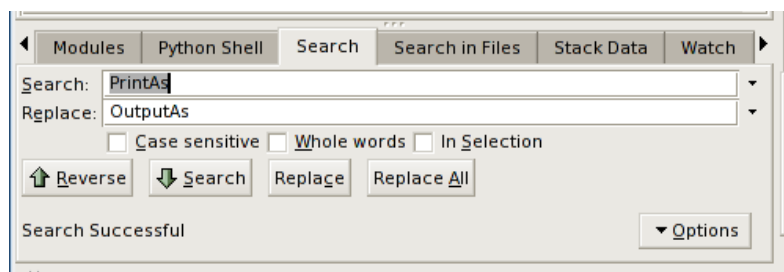 Modules Python Shell Search Search in Files Stack Data Watch
Search: PrintAs
Replace: OutputAs
Case sensitive Whole words In Selection
Reverse Search Replace Replace All
Search Successful Options